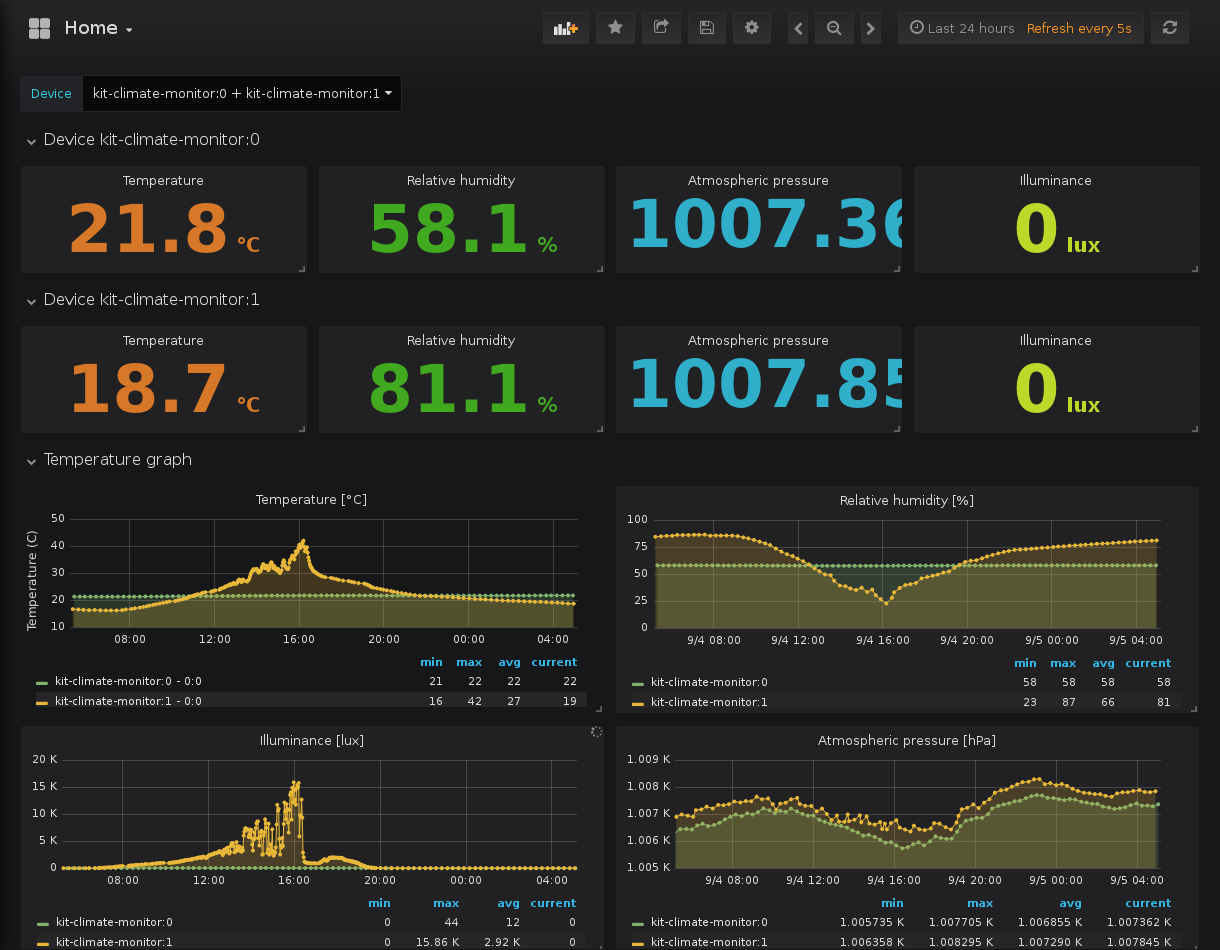 Home
Last 24 hours Refresh every 5s
Device kit-climate-monitor:0 + kit-climate-monitor:1
Device kit-climate-monitor:0
Temperature Relative humidity Atmospheric pressure Illuminance
21.8 °C 58.1 % 1007.36 0 lux
Device kit-climate-monitor:1
Temperature Relative humidity Atmospheric pressure Illuminance
18.7 °C 81.1 % 1007.85 0 lux
Temperature graph
Temperature [°C]
Temperature (C)
50
40
30
20
10
08:00 12:00 16:00 20:00 00:00 04:00
min max avg current
kit-climate-monitor:0 - 0:0 21 22 22 22
kit-climate-monitor:1 - 0:0 16 42 27 19
Relative humidity [%]
100
75
50
25
0
9/4 08:00 9/4 12:00 9/4 16:00 9/4 20:00 9/5 00:00 9/5 04:00
min max avg current
kit-climate-monitor:0 58 58 58 58
kit-climate-monitor:1 23 87 66 81
Illuminance [lux]
20 K
15 K
10 K
5 K
0
08:00 12:00 16:00 20:00 00:00 04:00
min max avg current
kit-climate-monitor:0 0 44 12 0
kit-climate-monitor:1 0 15.86 K 2.92 K 0
Atmospheric pressure [hPa]
1.009 K
1.008 K
1.007 K
1.006 K
1.005 K
9/4 08:00 9/4 12:00 9/4 16:00 9/4 20:00 9/5 00:00 9/5 04:00
min max avg current
kit-climate-monitor:0 1.005735 K 1.007705 K 1.006855 K 1.007362 K
kit-climate-monitor:1 1.006358 K 1.008295 K 1.007290 K 1.007845 K